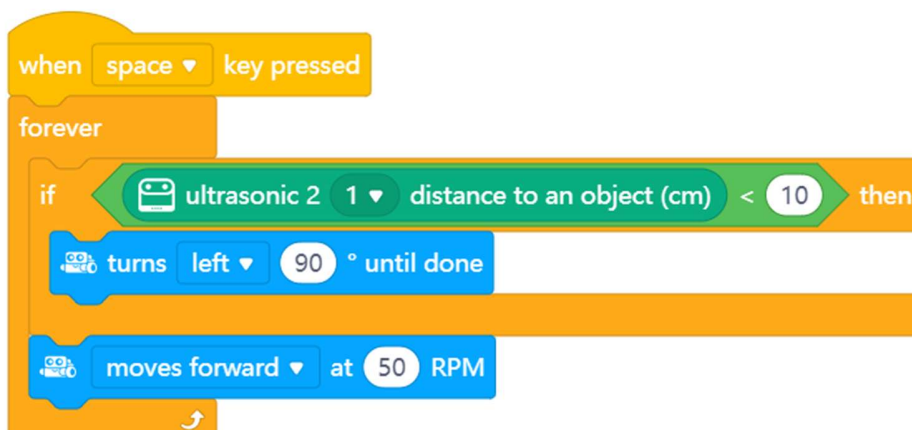 when space key pressed
forever
if ultrasonic 2 1 distance to an object (cm) < 10 then
turns left 90 ° until done
moves forward at 50 RPM